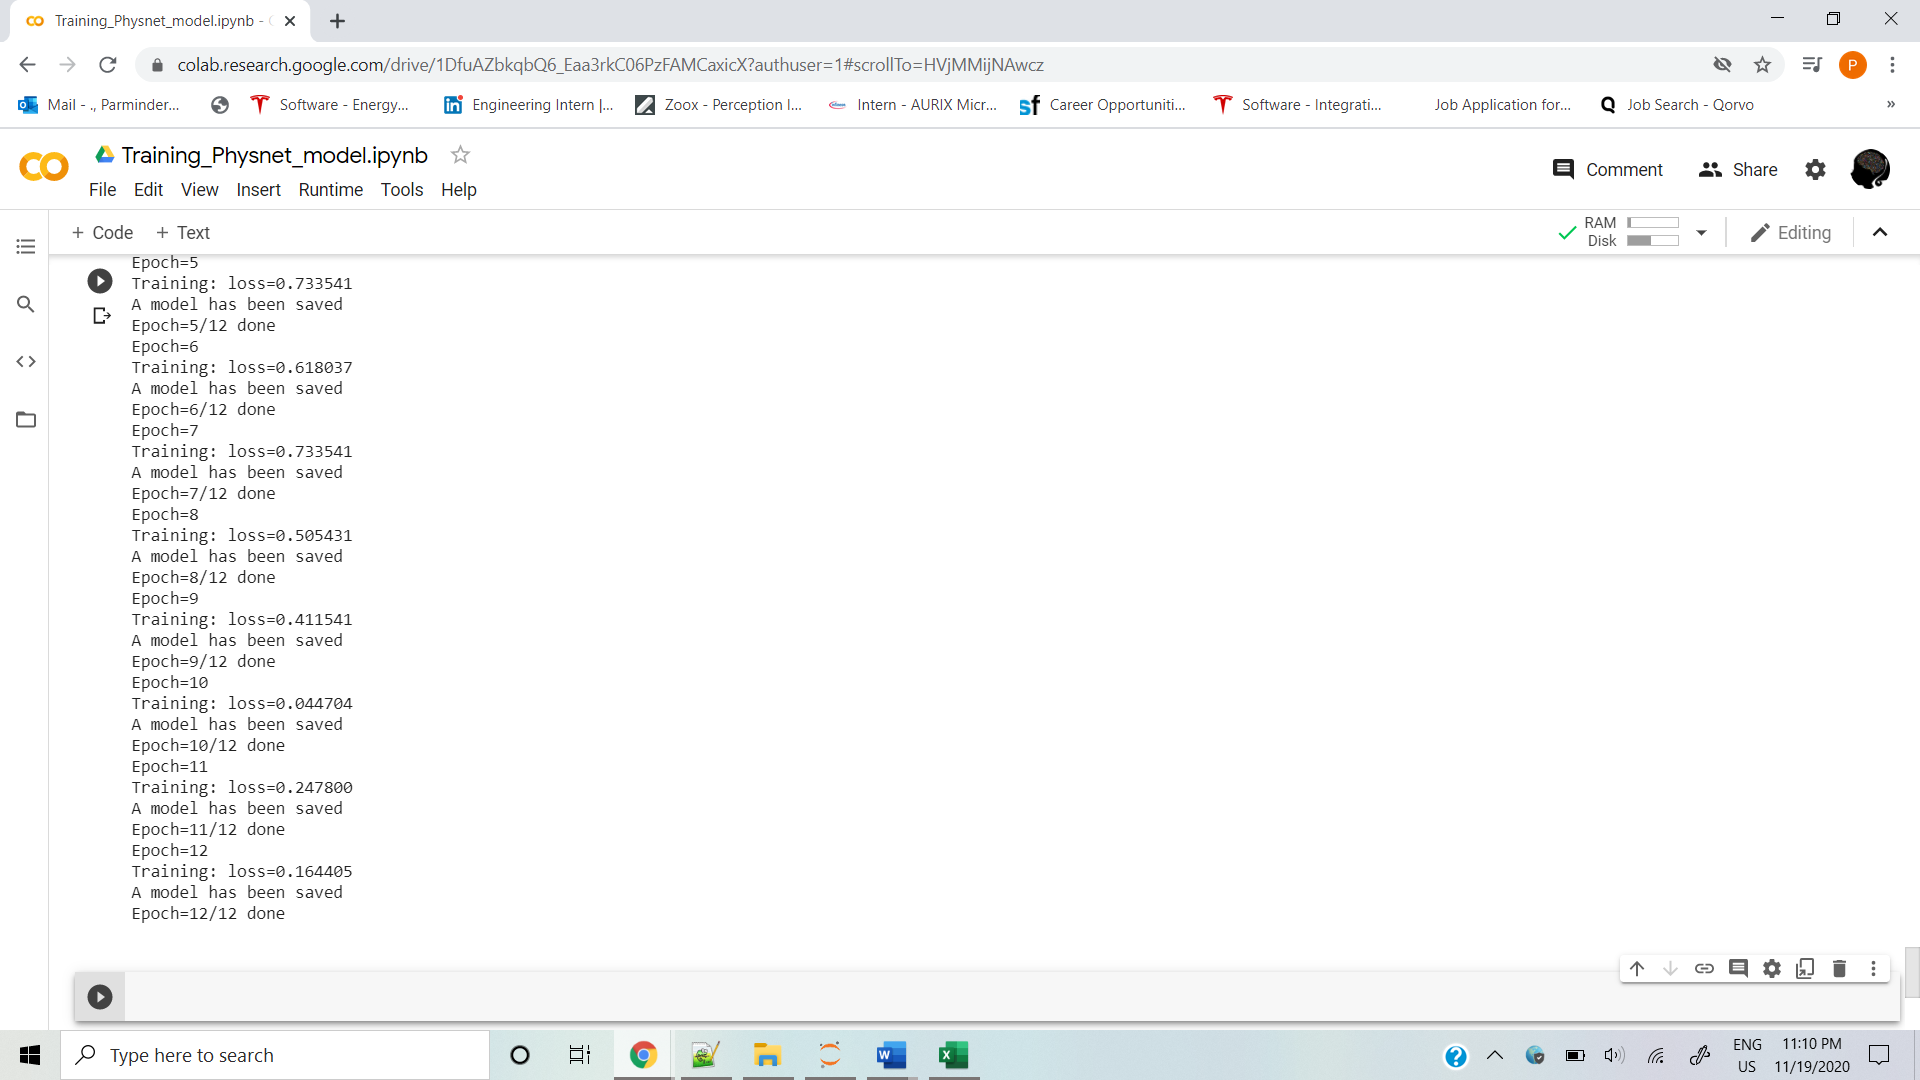 Training_Physnet_model.ipynb - C
colab.research.google.com/drive/1DfuAZbkqbQ6_Eaa3rkC06PzFAMCaxicX?authuser=1#scrollTo=HVjMMijNAwcz
P
Mail - ., Parminder...
Software - Energy...
Engineering Intern |...
Zoox - Perception I...
Intern - AURIX Micr...
Career Opportuniti...
Software - Integrati...
Job Application for...
Job Search - Qorvo
»
Training_Physnet_model.ipynb
Comment
Share
File Edit View Insert Runtime Tools Help
+ Code + Text
RAM
Disk
Editing
Epoch=5
Training: loss=0.733541
A model has been saved
Epoch=5/12 done
Epoch=6
Training: loss=0.618037
A model has been saved
Epoch=6/12 done
Epoch=7
Training: loss=0.733541
A model has been saved
Epoch=7/12 done
Epoch=8
Training: loss=0.505431
A model has been saved
Epoch=8/12 done
Epoch=9
Training: loss=0.411541
A model has been saved
Epoch=9/12 done
Epoch=10
Training: loss=0.044704
A model has been saved
Epoch=10/12 done
Epoch=11
Training: loss=0.247800
A model has been saved
Epoch=11/12 done
Epoch=12
Training: loss=0.164405
A model has been saved
Epoch=12/12 done
Type here to search
ENG
US
11:10 PM
11/19/2020